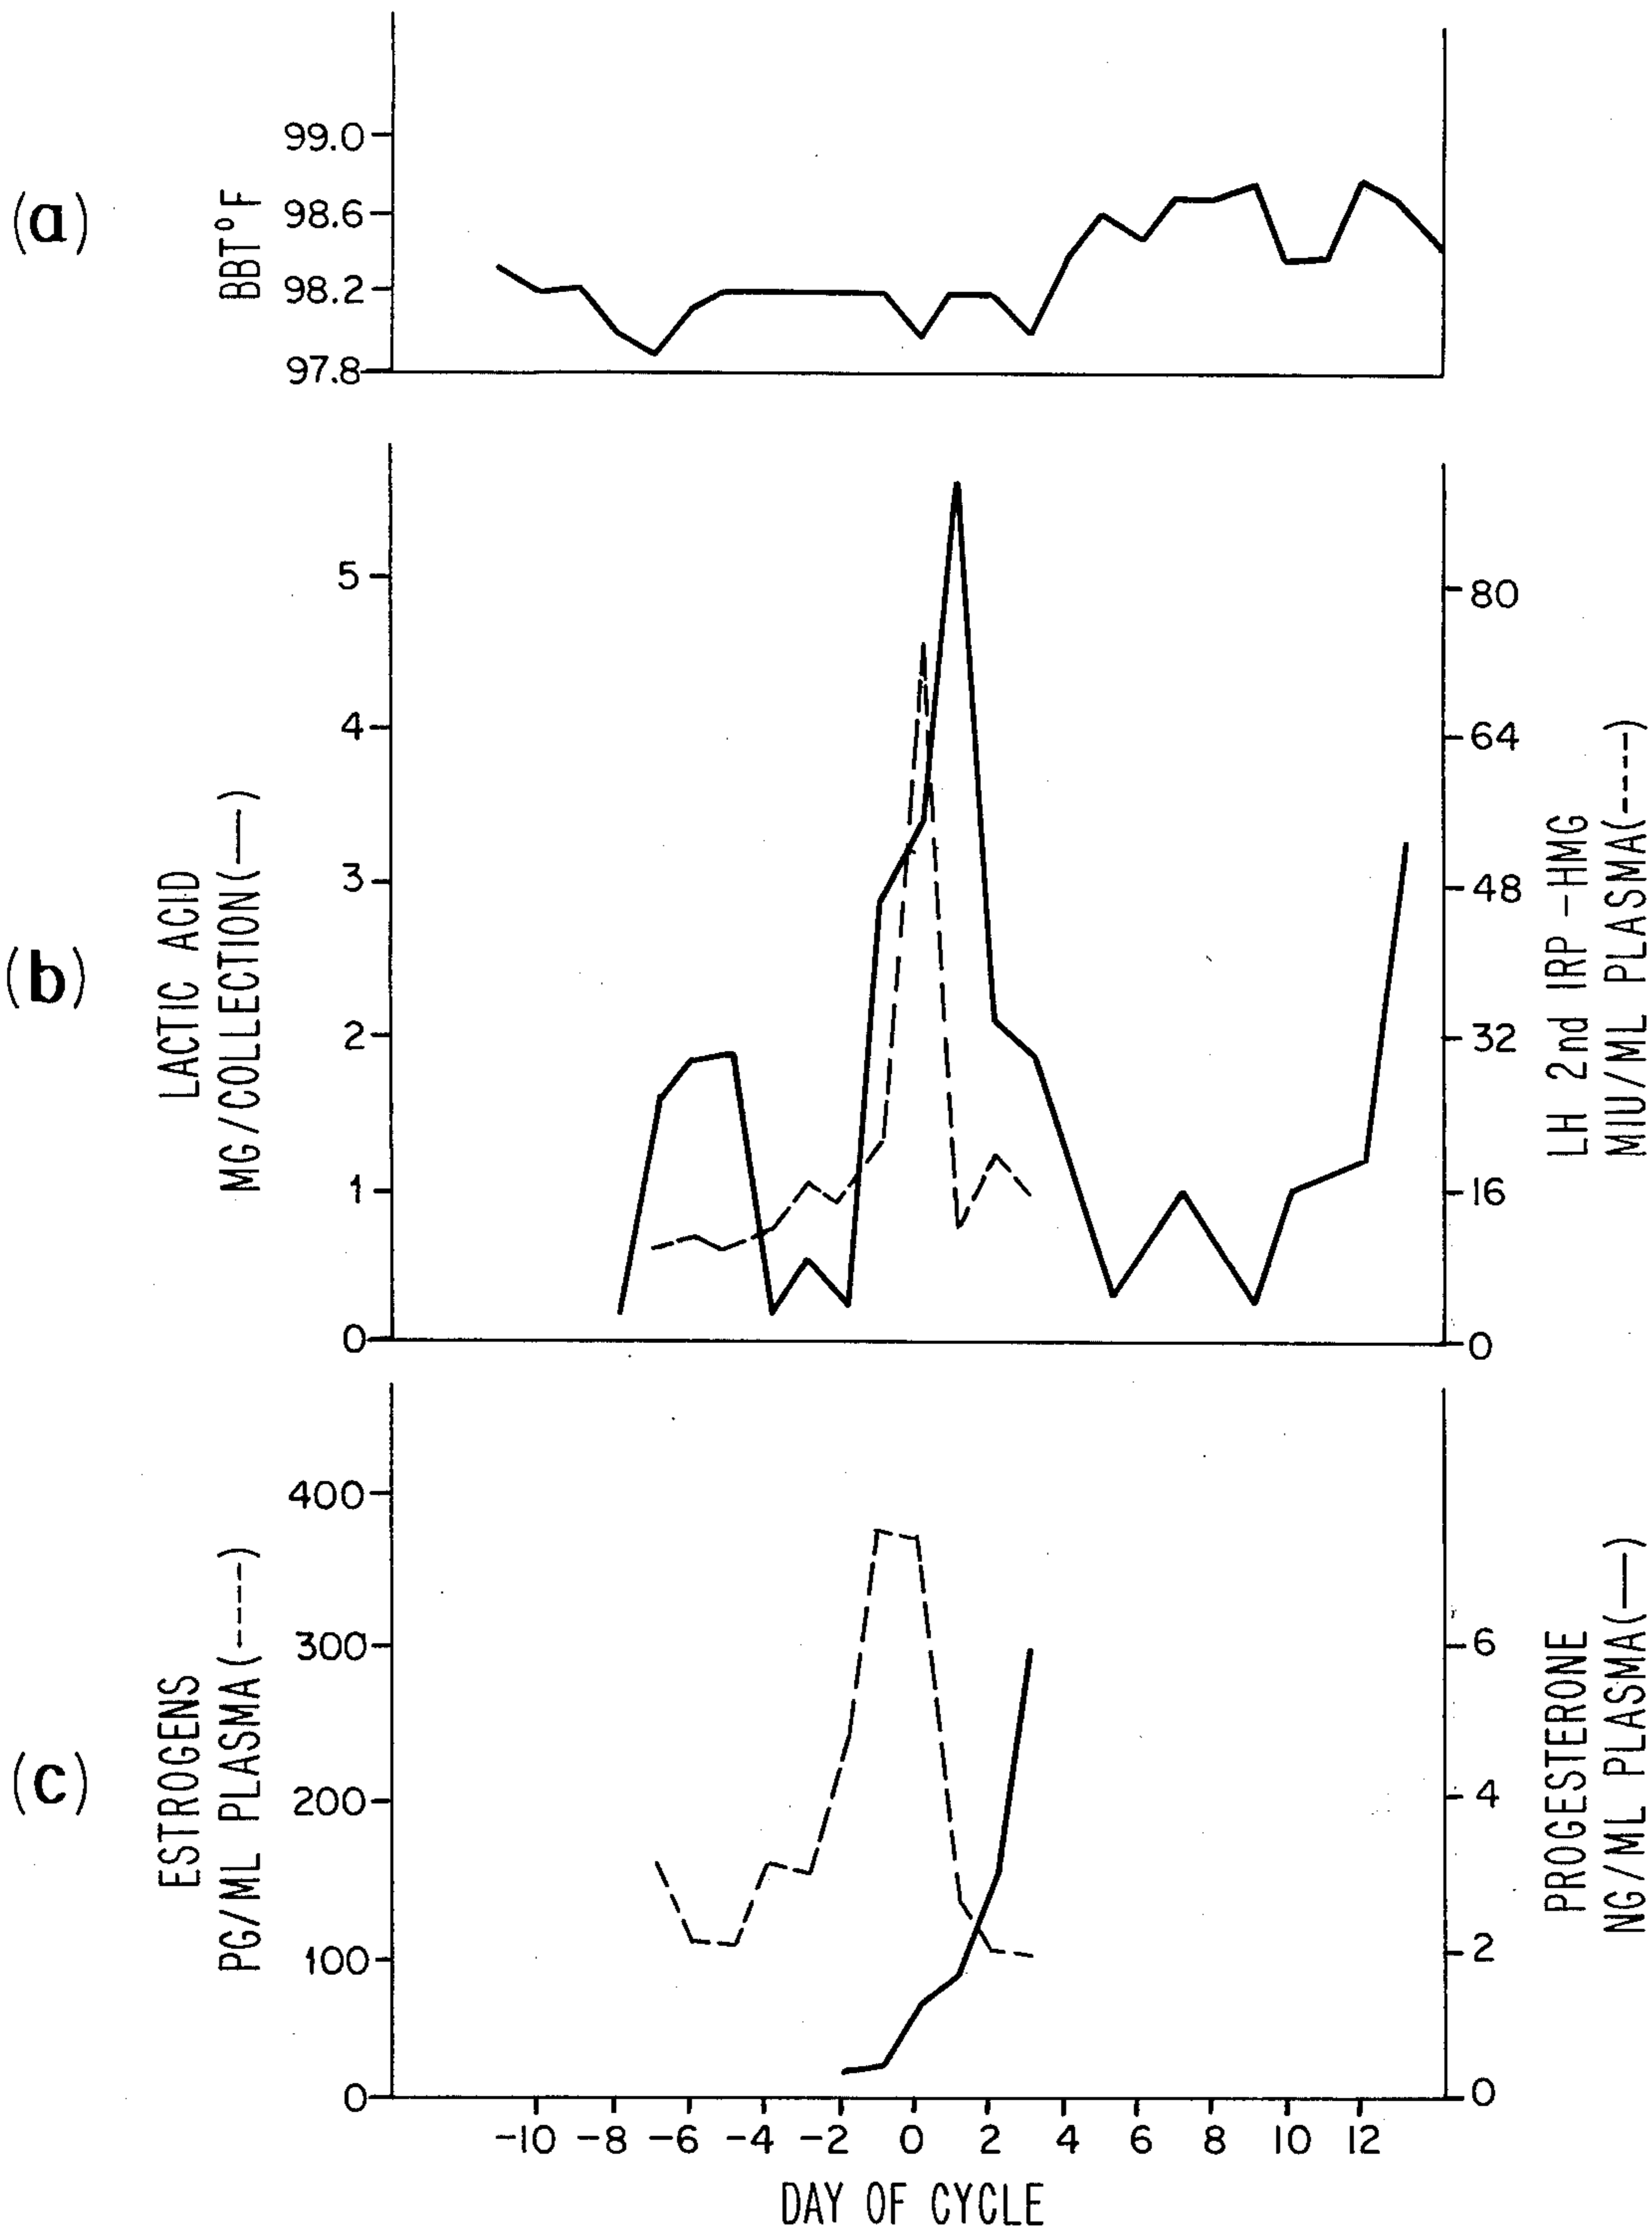 (a)
BBT°F
99.0
98.6
98.2
97.8
(b)
LACTIC ACID
MG/COLLECTION(—)
5
4
3
2
1
0
80
64
48
32
16
0
LH 2nd IRP-HMG
MIU/ML PLASMA(----)
(c)
ESTROGENS
PG/ML PLASMA(----)
400
300
200
100
0
6
4
2
0
PROGESTERONE
NG/ML PLASMA(—)
-10 -8 -6 -4 -2 0 2 4 6 8 10 12
DAY OF CYCLE